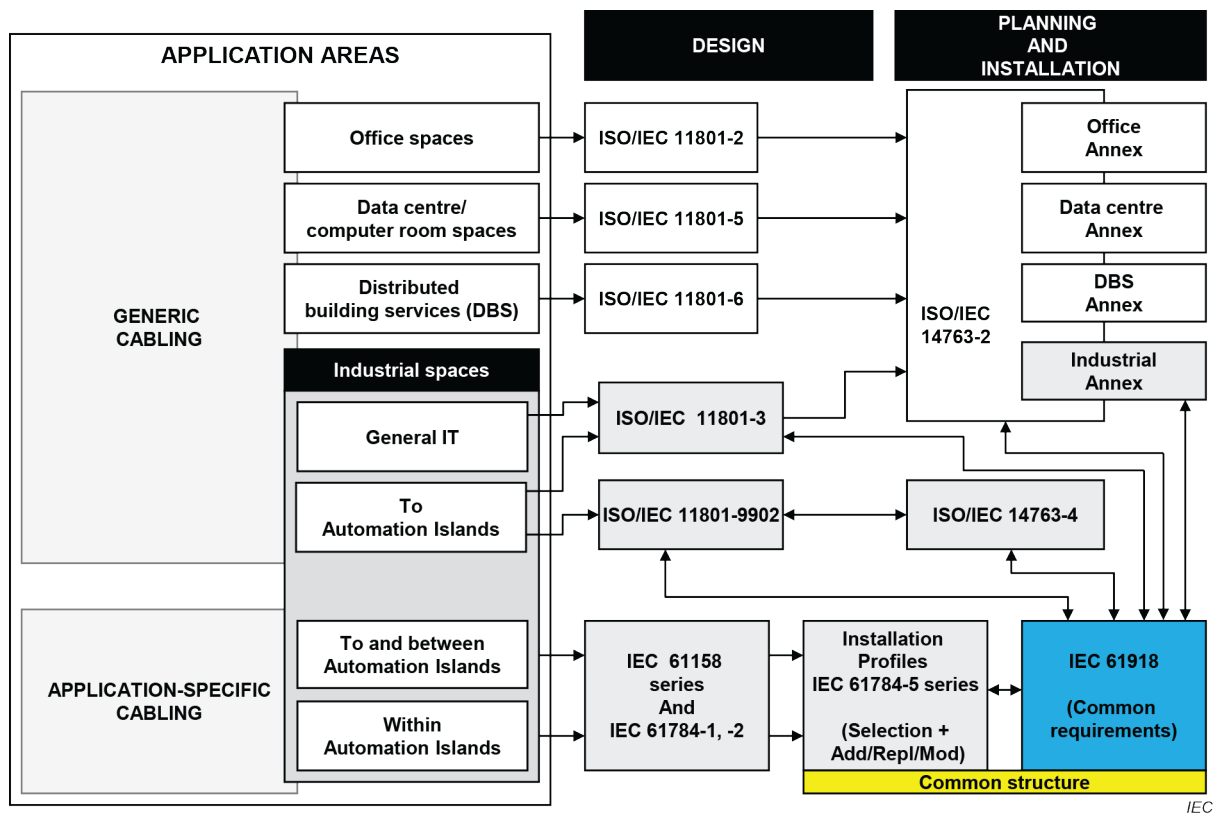 APPLICATION AREAS
DESIGN
PLANNING
AND
INSTALLATION
GENERIC
CABLING
Office spaces
ISO/IEC 11801-2
Office
Annex
Data centre/
computer room spaces
ISO/IEC 11801-5
Data centre
Annex
Distributed
building services (DBS)
ISO/IEC 11801-6
DBS
Annex
ISO/IEC
14763-2
Industrial
Annex
Industrial spaces
General IT
ISO/IEC 11801-3
To
Automation Islands
ISO/IEC 11801-9902
ISO/IEC 14763-4
APPLICATION-SPECIFIC
CABLING
To and between
Automation Islands
Within
Automation Islands
IEC 61158
series
And
IEC 61784-1, -2
Installation
Profiles
IEC 61784-5 series
(Selection +
Add/Repl/Mod)
IEC 61918
(Common
requirements)
Common structure
IEC